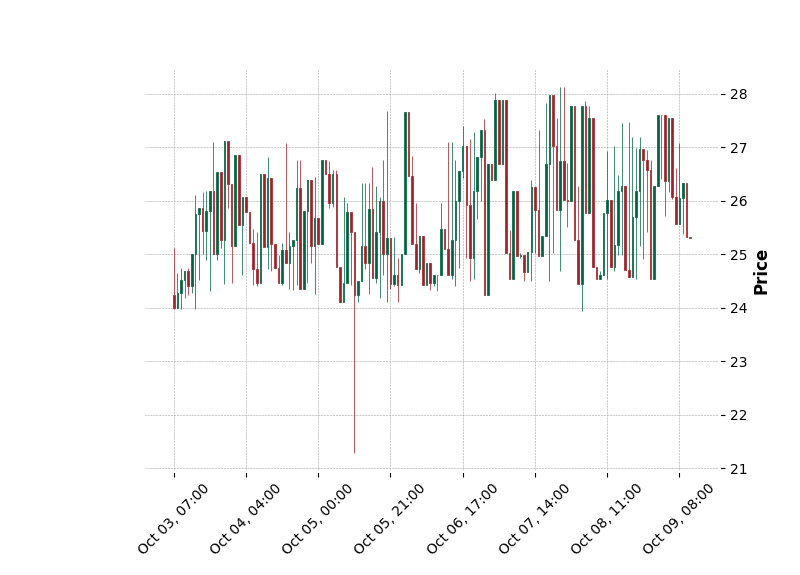 28
27
26
25
24
23
22
21
Price
Oct 03, 07:00
Oct 04, 04:00
Oct 05, 00:00
Oct 05, 21:00
Oct 06, 17:00
Oct 07, 14:00
Oct 08, 11:00
Oct 09, 08:00